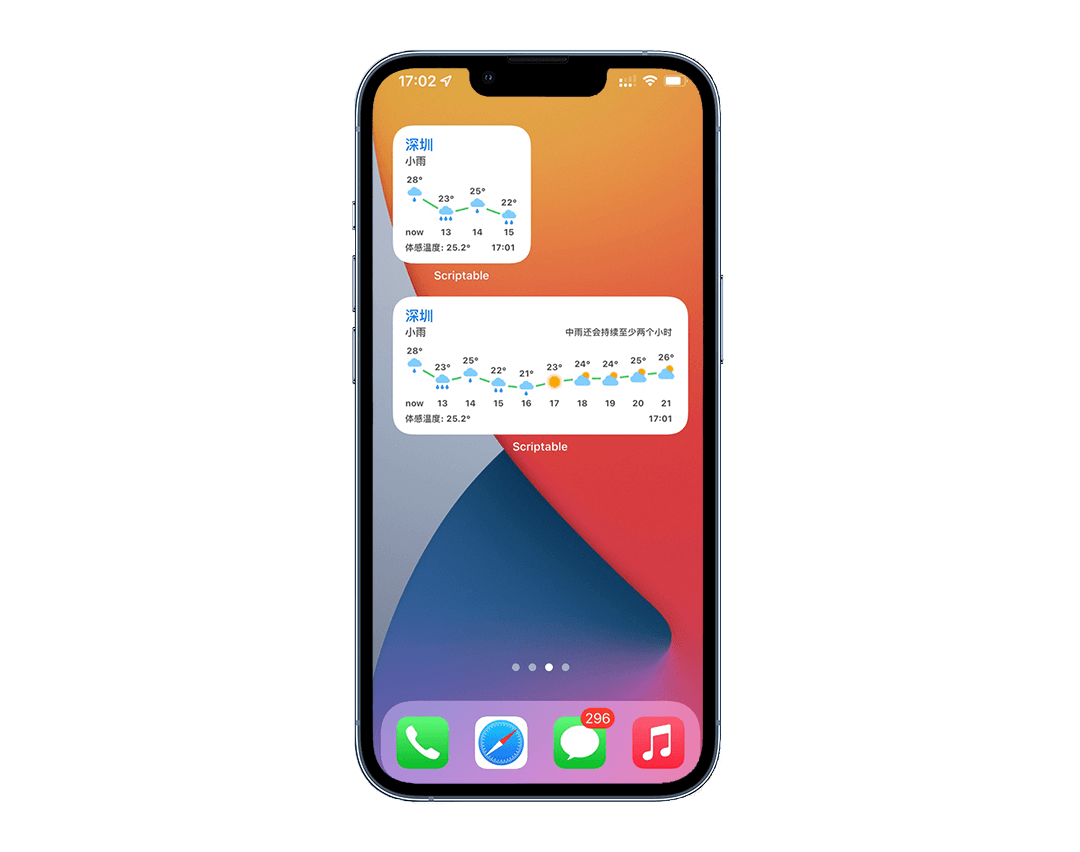 17:02
深圳
小雨
28° 23° 25° 22°
now 13 14 15
体感温度: 25.2° 17:01
Scriptable
深圳
小雨 中雨还会持续至少两个小时
28° 23° 25° 22° 21° 23° 24° 24° 25° 26°
now 13 14 15 16 17 18 19 20 21
体感温度: 25.2° 17:01
Scriptable
296